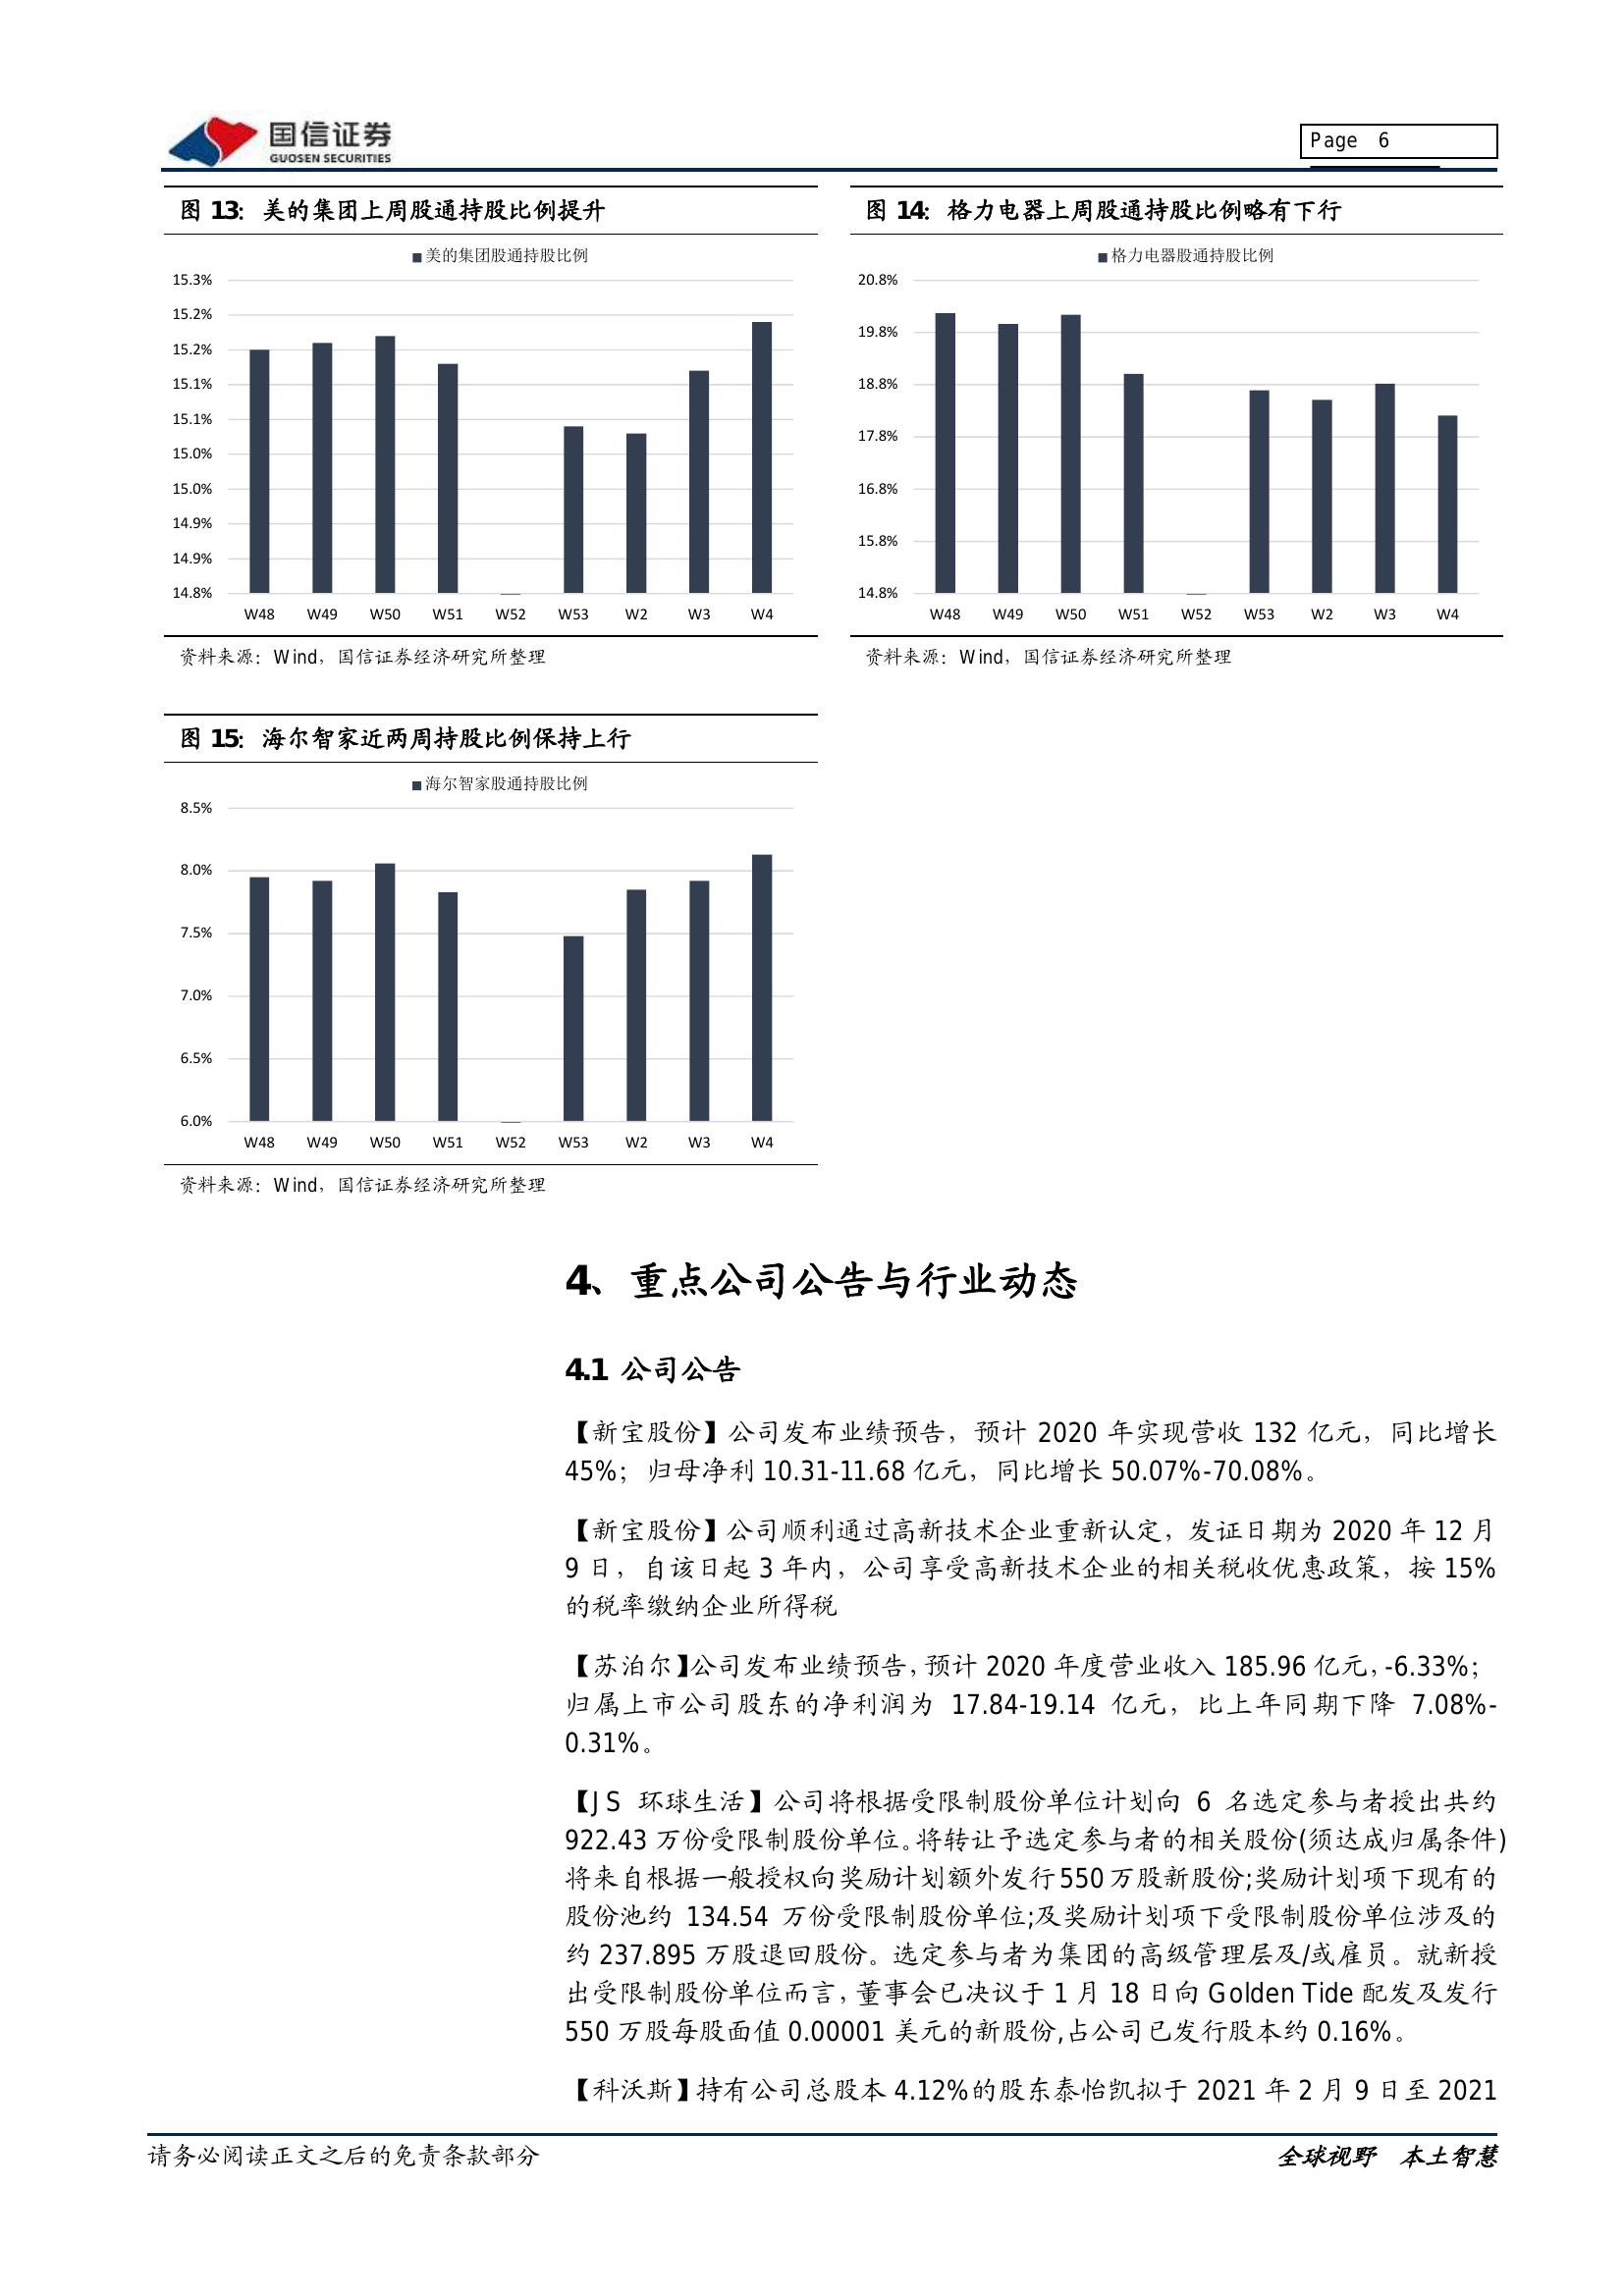 国信证券
GUOSEN SECURITIES
Page 6
图 13：美的集团上周股通持股比例提升
美的集团股通持股比例
15.3%
15.2%
15.2%
15.1%
15.1%
15.0%
15.0%
14.9%
14.9%
14.8%
W48 W49 W50 W51 W52 W53 W2 W3 W4
资料来源：Wind，国信证券经济研究所整理
图 14：格力电器上周股通持股比例略有下行
格力电器股通持股比例
20.8%
19.8%
18.8%
17.8%
16.8%
15.8%
14.8%
W48 W49 W50 W51 W52 W53 W2 W3 W4
资料来源：Wind，国信证券经济研究所整理
图 15：海尔智家近两周持股比例保持上行
海尔智家股通持股比例
8.5%
8.0%
7.5%
7.0%
6.5%
6.0%
W48 W49 W50 W51 W52 W53 W2 W3 W4
资料来源：Wind，国信证券经济研究所整理
4、重点公司公告与行业动态
4.1 公司公告
【新宝股份】公司发布业绩预告，预计 2020 年实现营收 132 亿元，同比增长
45%；归母净利 10.31-11.68 亿元，同比增长 50.07%-70.08%。
【新宝股份】公司顺利通过高新技术企业重新认定，发证日期为 2020 年 12 月
9 日，自该日起 3 年内，公司享受高新技术企业的相关税收优惠政策，按 15%
的税率缴纳企业所得税
【苏泊尔】公司发布业绩预告，预计 2020 年度营业收入 185.96 亿元，-6.33%；
归属上市公司股东的净利润为 17.84-19.14 亿元，比上年同期下降 7.08%-
0.31%。
【JS 环球生活】公司将根据受限制股份单位计划向 6 名选定参与者授出共约
922.43 万份受限制股份单位。将转让予选定参与者的相关股份(须达成归属条件)
将来自根据一般授权向奖励计划额外发行 550 万股新股份;奖励计划项下现有的
股份池约 134.54 万份受限制股份单位;及奖励计划项下受限制股份单位涉及的
约 237.895 万股退回股份。选定参与者为集团的高级管理层及/或雇员。就新授
出受限制股份单位而言，董事会已决议于 1 月 18 日向 Golden Tide 配发及发行
550 万股每股面值 0.00001 美元的新股份,占公司已发行股本约 0.16%。
【科沃斯】持有公司总股本 4.12%的股东泰怡凯拟于 2021 年 2 月 9 日至 2021
请务必阅读正文之后的免责条款部分
全球视野 本土智慧